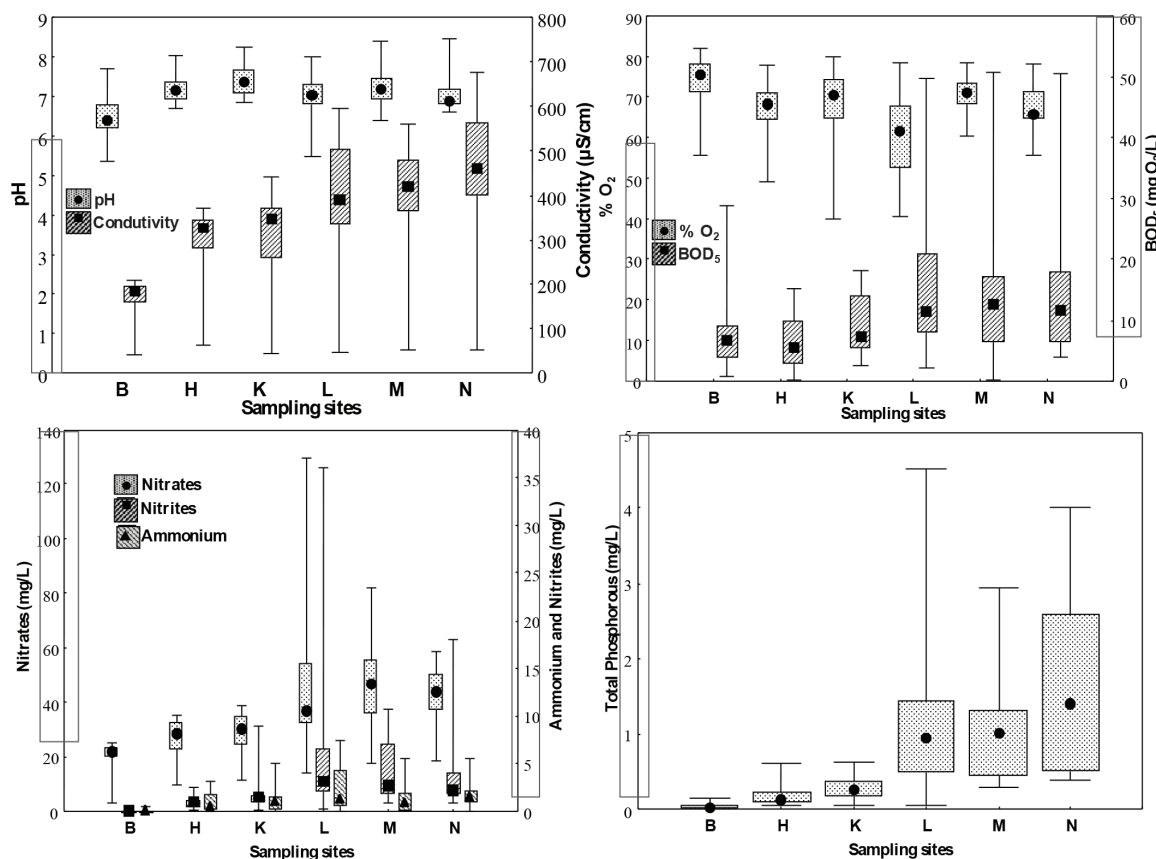 9
8
7
6
5
4
3
2
1
0
pH
800
700
600
500
400
300
200
100
0
Conductivity (µS/cm)
pH
Condutivity
B H K L M N
Sampling sites
90
80
70
60
50
40
30
20
10
0
% O₂
60
50
40
30
20
10
0
BOD₅ (mg O₂/L)
% O₂
BOD₅
B H K L M N
Sampling sites
140
120
100
80
60
40
20
0
Nitrates (mg/L)
40
35
30
25
20
15
10
5
0
Ammonium and Nitrites (mg/L)
Nitrates
Nitrites
Ammonium
B H K L M N
Sampling sites
5
4
3
2
1
0
Total Phosphorous (mg/L)
B H K L M N
Sampling sites